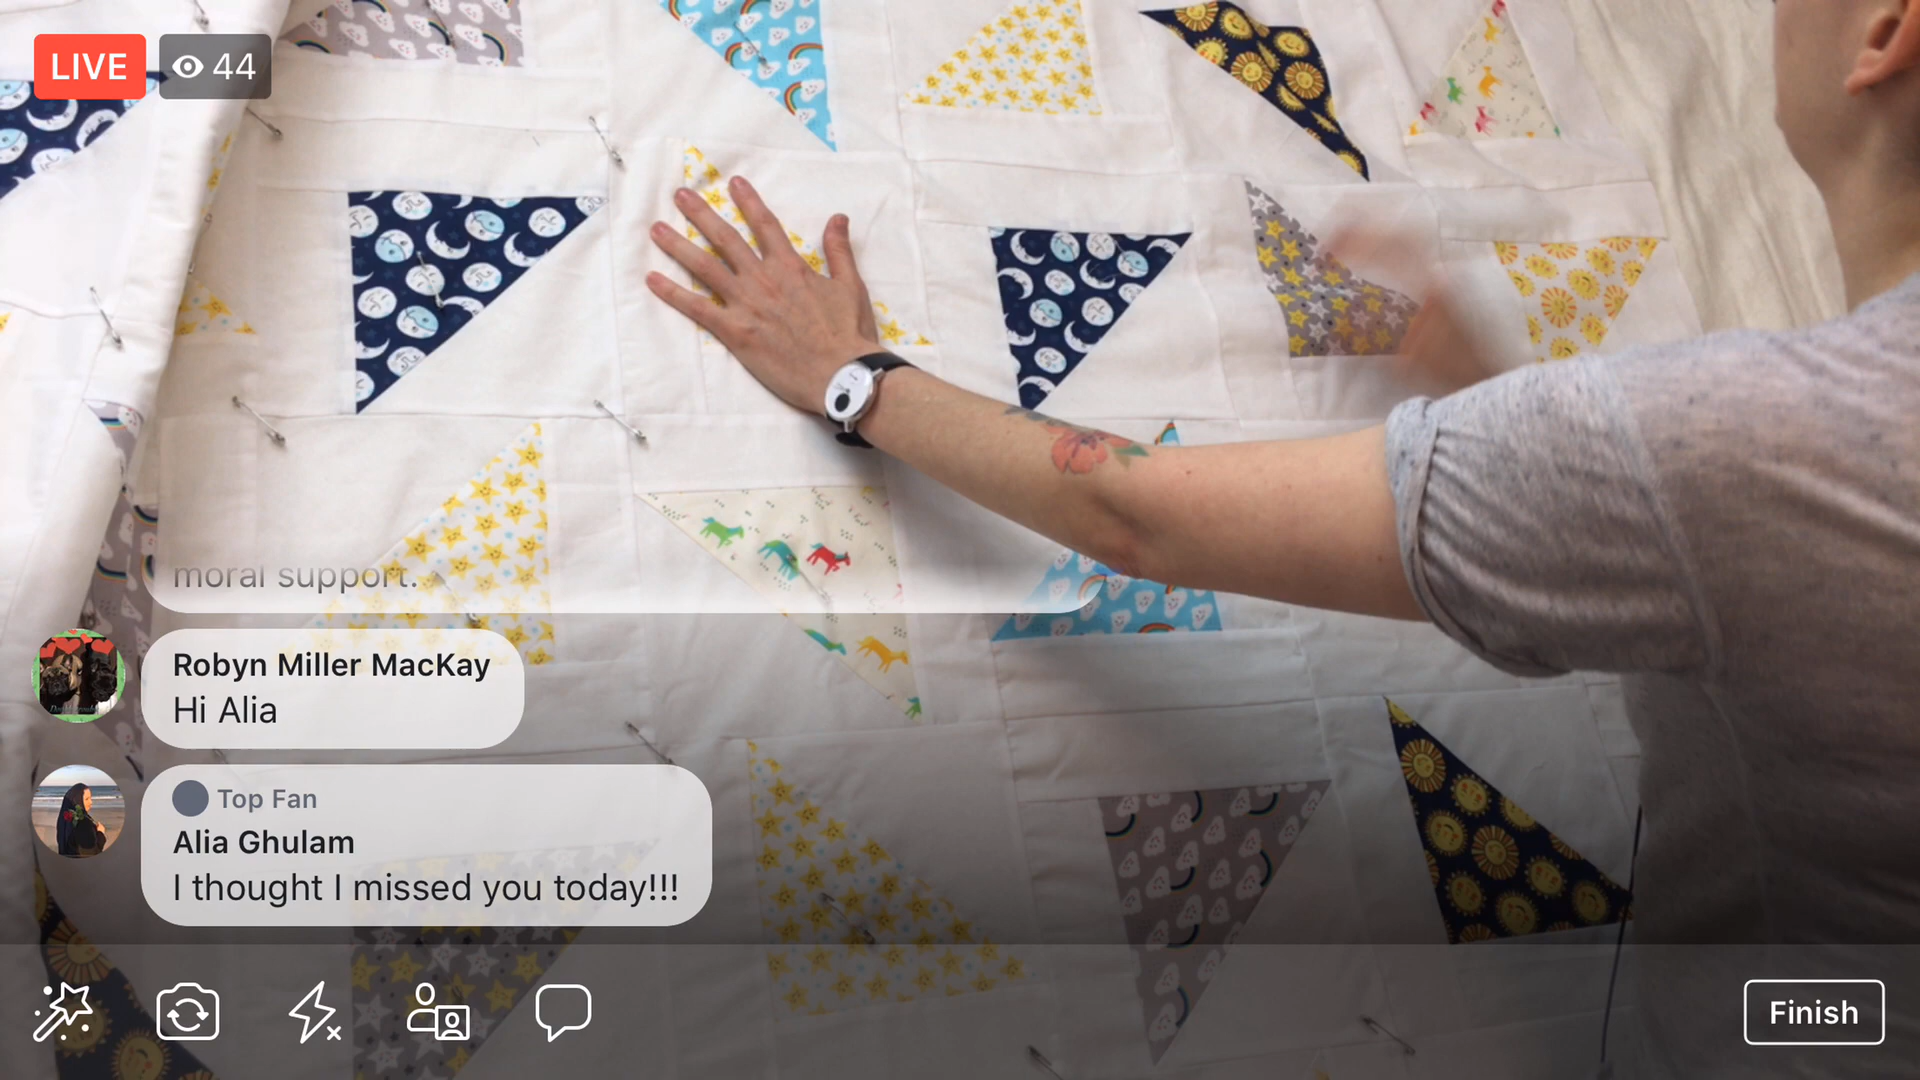 LIVE 44
moral support.
Robyn Miller MacKay
Hi Alia
Top Fan
Alia Ghulam
I thought I missed you today!!!
Finish